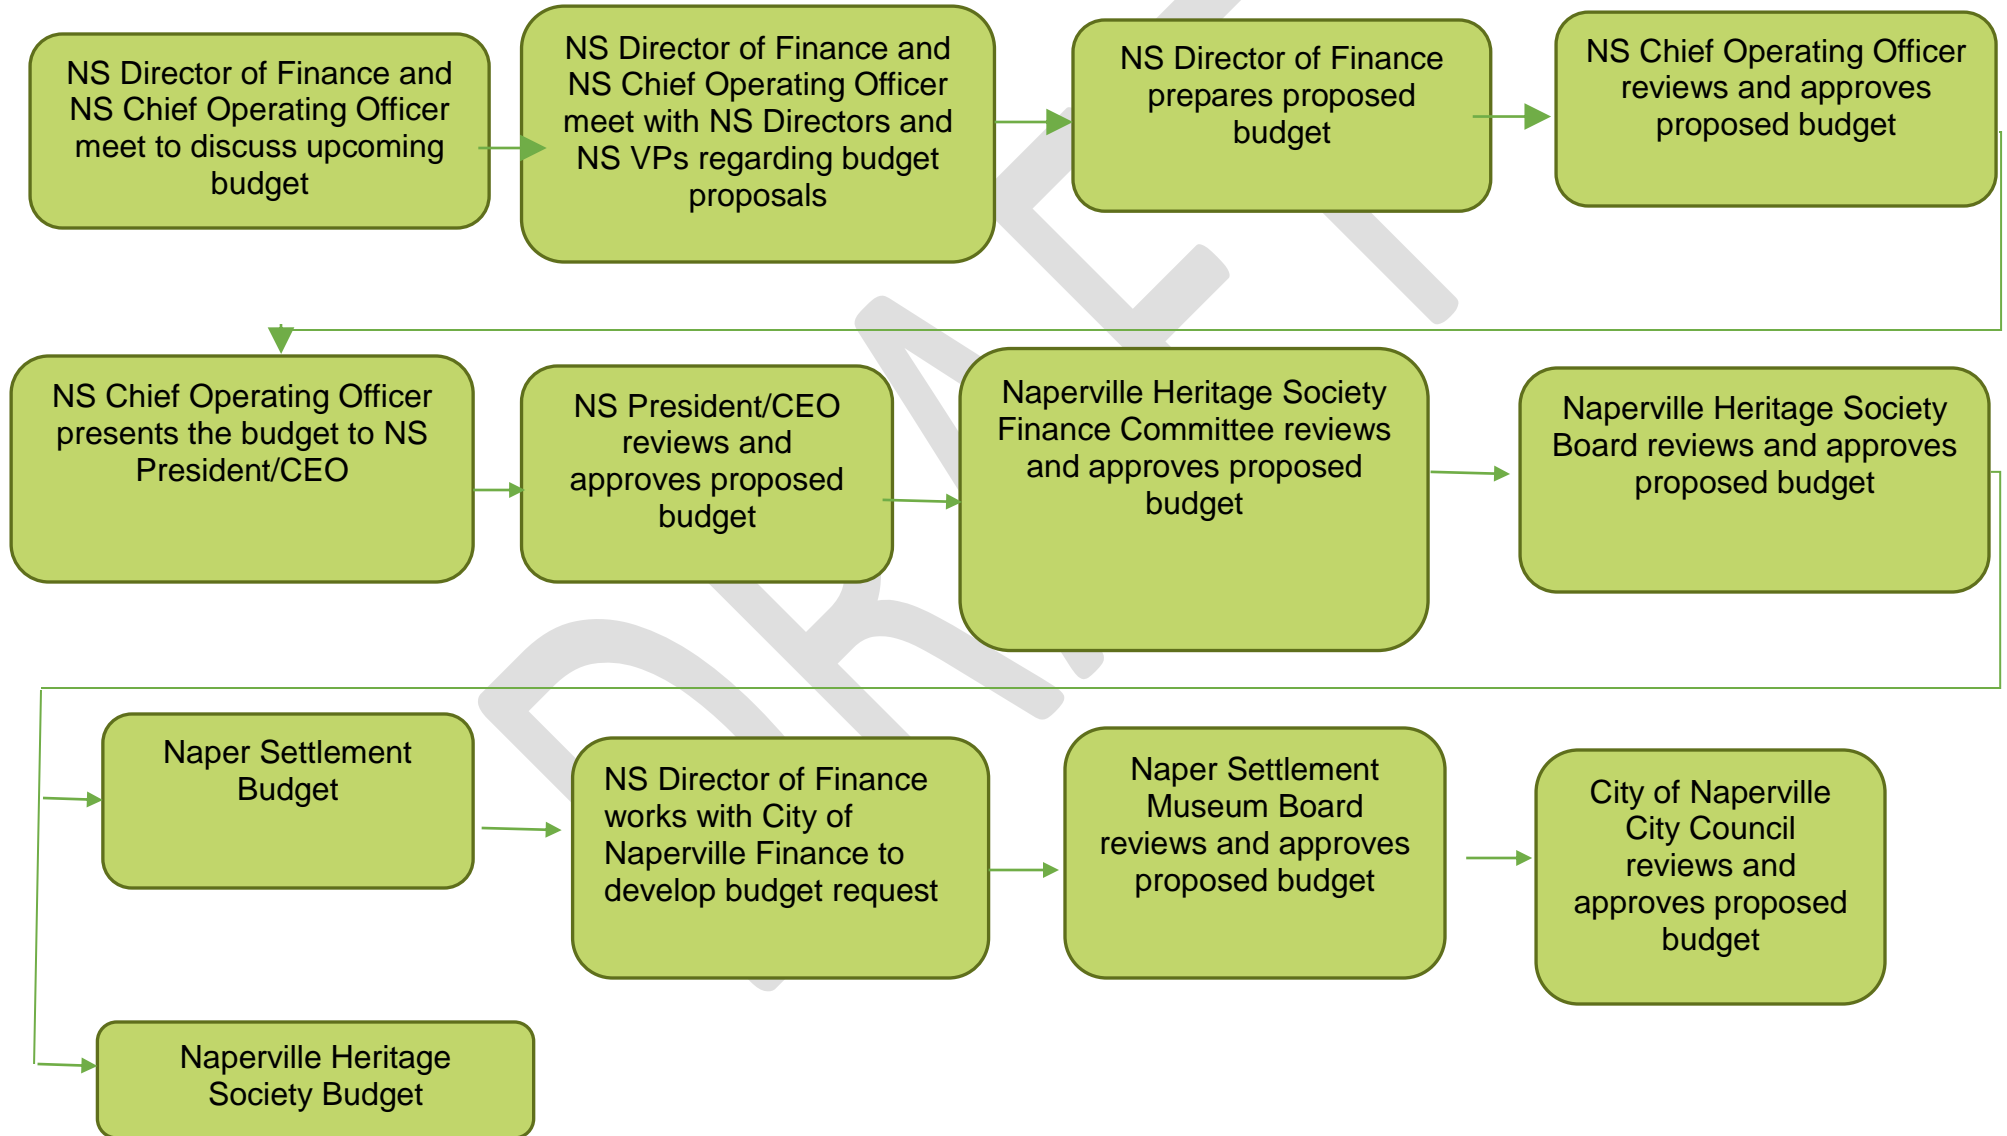 NS Director of Finance and
NS Chief Operating Officer
meet to discuss upcoming
budget
NS Director of Finance and
NS Chief Operating Officer
meet with NS Directors and
NS VPs regarding budget
proposals
NS Director of Finance
prepares proposed
budget
NS Chief Operating Officer
reviews and approves
proposed budget
NS Chief Operating Officer
presents the budget to NS
President/CEO
NS President/CEO
reviews and
approves proposed
budget
Naperville Heritage Society
Finance Committee reviews
and approves proposed
budget
Naperville Heritage Society
Board reviews and approves
proposed budget
Naper Settlement
Budget
NS Director of Finance
works with City of
Naperville Finance to
develop budget request
Naper Settlement
Museum Board
reviews and approves
proposed budget
City of Naperville
City Council
reviews and
approves proposed
budget
Naperville Heritage
Society Budget
DRAFT